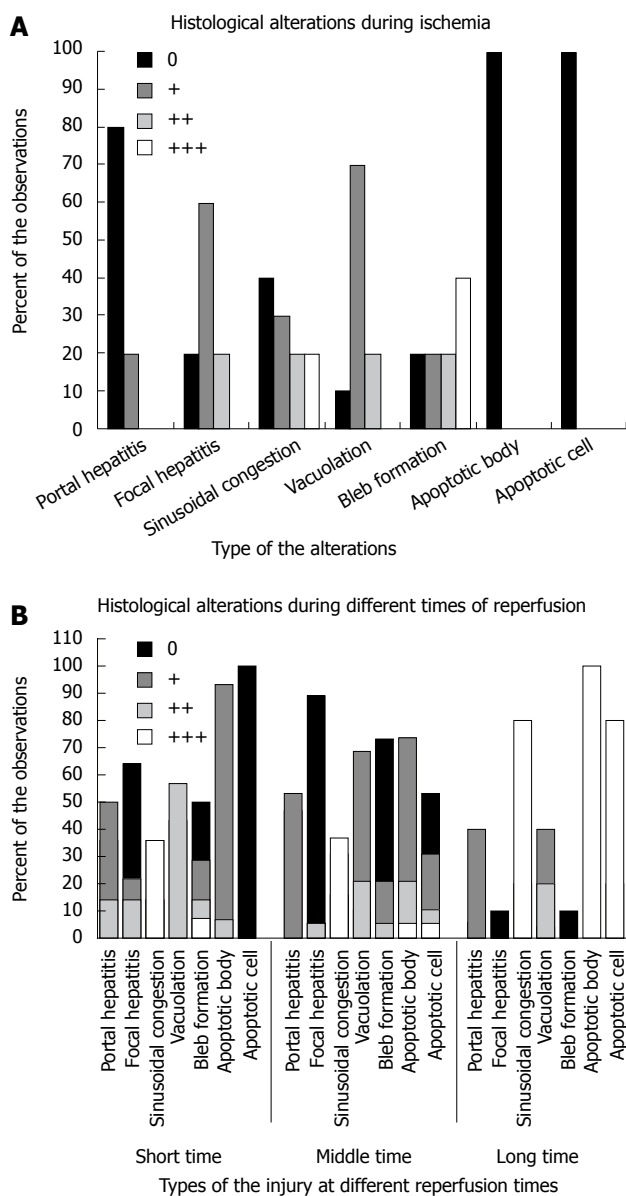 A
Histological alterations during ischemia
Percent of the observations
100
90
80
70
60
50
40
30
20
10
0
0
+
++
+++
Portal hepatitis
Focal hepatitis
Sinusoidal congestion
Vacuolation
Bleb formation
Apoptotic body
Apoptotic cell
Type of the alterations
B
Histological alterations during different times of reperfusion
Percent of the observations
110
100
90
80
70
60
50
40
30
20
10
0
0
+
++
+++
Portal hepatitis
Focal hepatitis
Sinusoidal congestion
Vacuolation
Bleb formation
Apoptotic body
Apoptotic cell
Portal hepatitis
Focal hepatitis
Sinusoidal congestion
Vacuolation
Bleb formation
Apoptotic body
Apoptotic cell
Portal hepatitis
Focal hepatitis
Sinusoidal congestion
Vacuolation
Bleb formation
Apoptotic body
Apoptotic cell
Short time
Middle time
Long time
Types of the injury at different reperfusion times